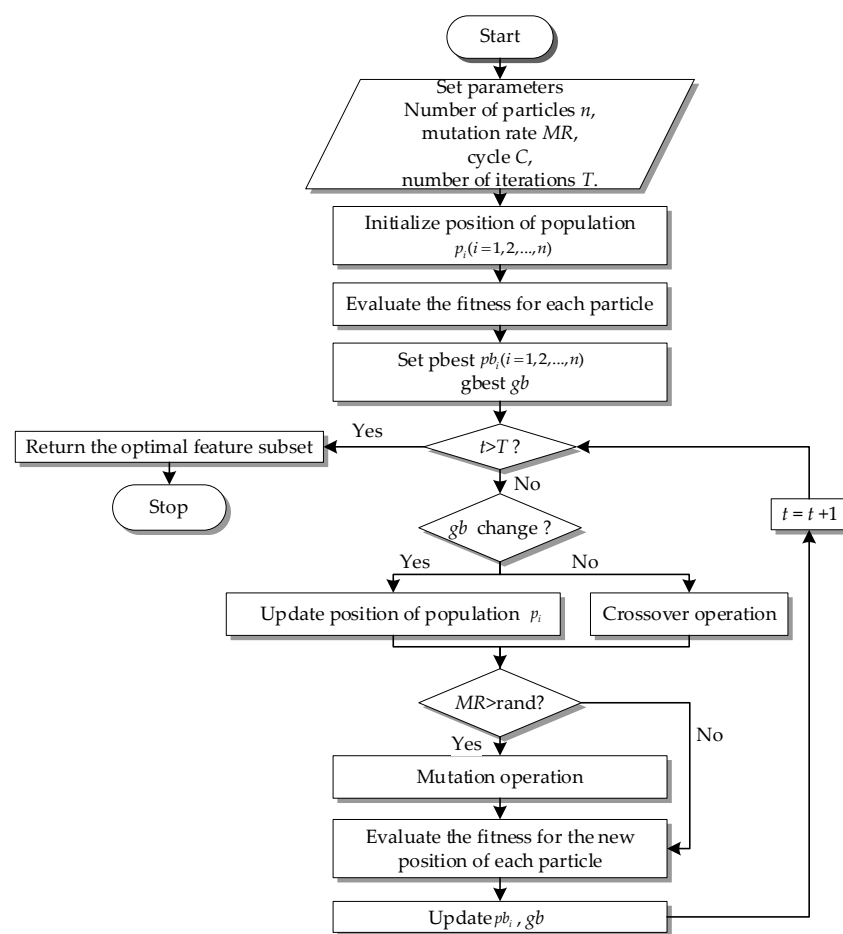 Start
Set parameters
Number of particles n,
mutation rate MR,
cycle C,
number of iterations T.
Initialize position of population
pᵢ(i=1,2,...,n)
Evaluate the fitness for each particle
Set pbest pbᵢ(i=1,2,...,n)
gbest gb
Yes
Return the optimal feature subset
t>T ?
No
Stop
gb change ?
t = t +1
Yes
No
Update position of population pᵢ
Crossover operation
MR>rand?
No
Yes
Mutation operation
Evaluate the fitness for the new
position of each particle
Update pbᵢ , gb